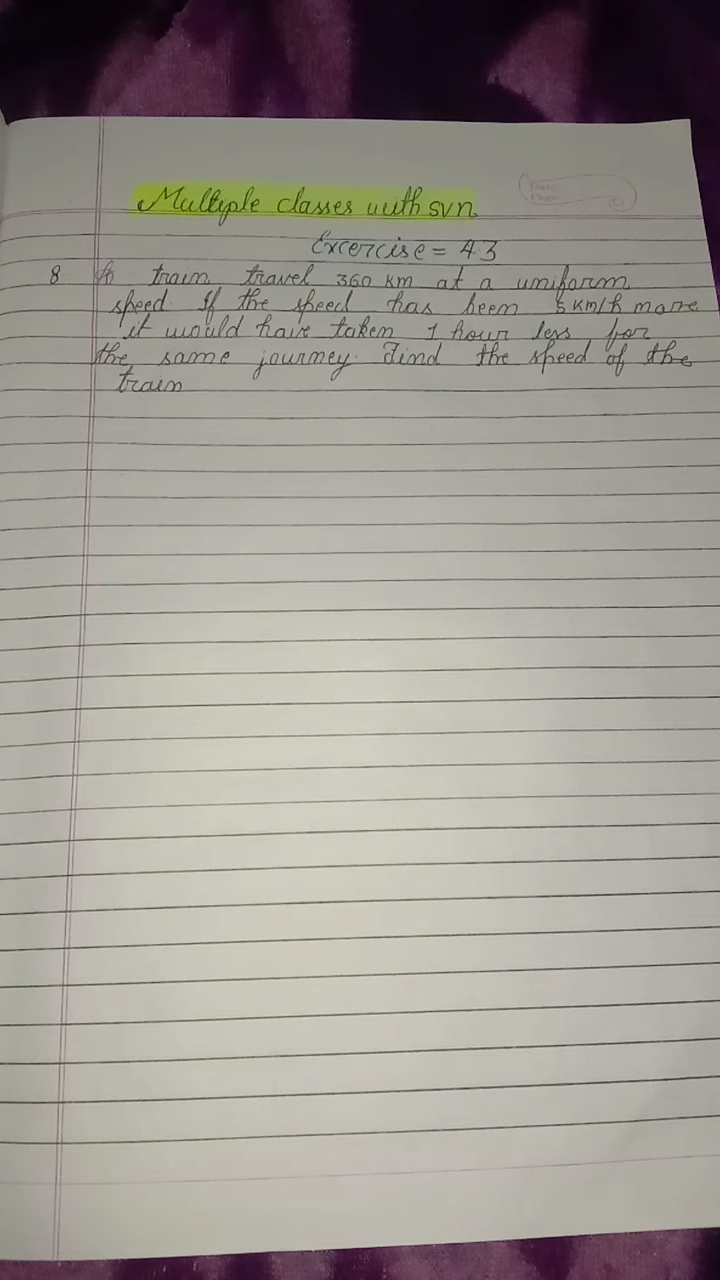 Multiple classes with svn
Date:
Page:
Excercise = 4.3
8 A train travel 360 km at a uniform
speed. If the speed has been 5 km/h more
it would have taken 1 hour less for
the same journey. Find the speed of the
train